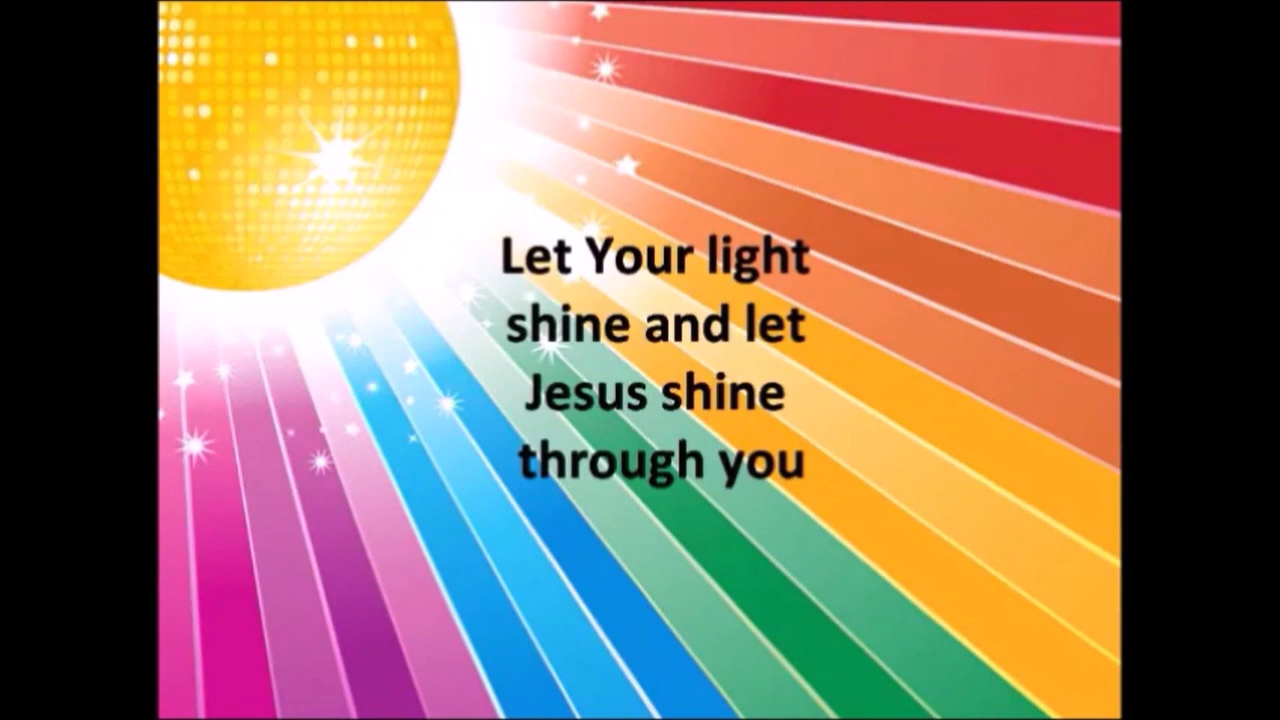 Let Your light
shine and let
Jesus shine
through you